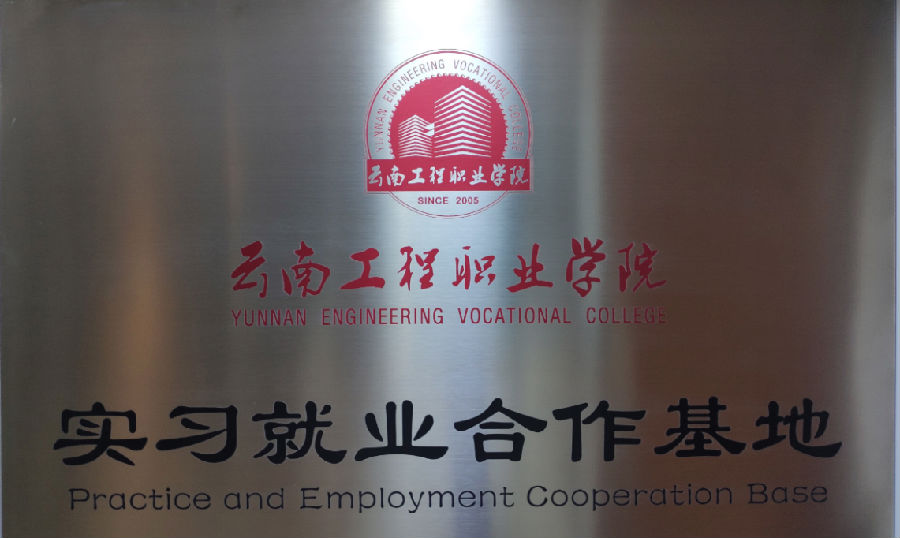 YUNNAN ENGINEERING VOCATIONAL COLLEGE
云南工程职业学院
SINCE 2005
云南工程职业学院
YUNNAN ENGINEERING VOCATIONAL COLLEGE
实习就业合作基地
Practice and Employment Cooperation Base